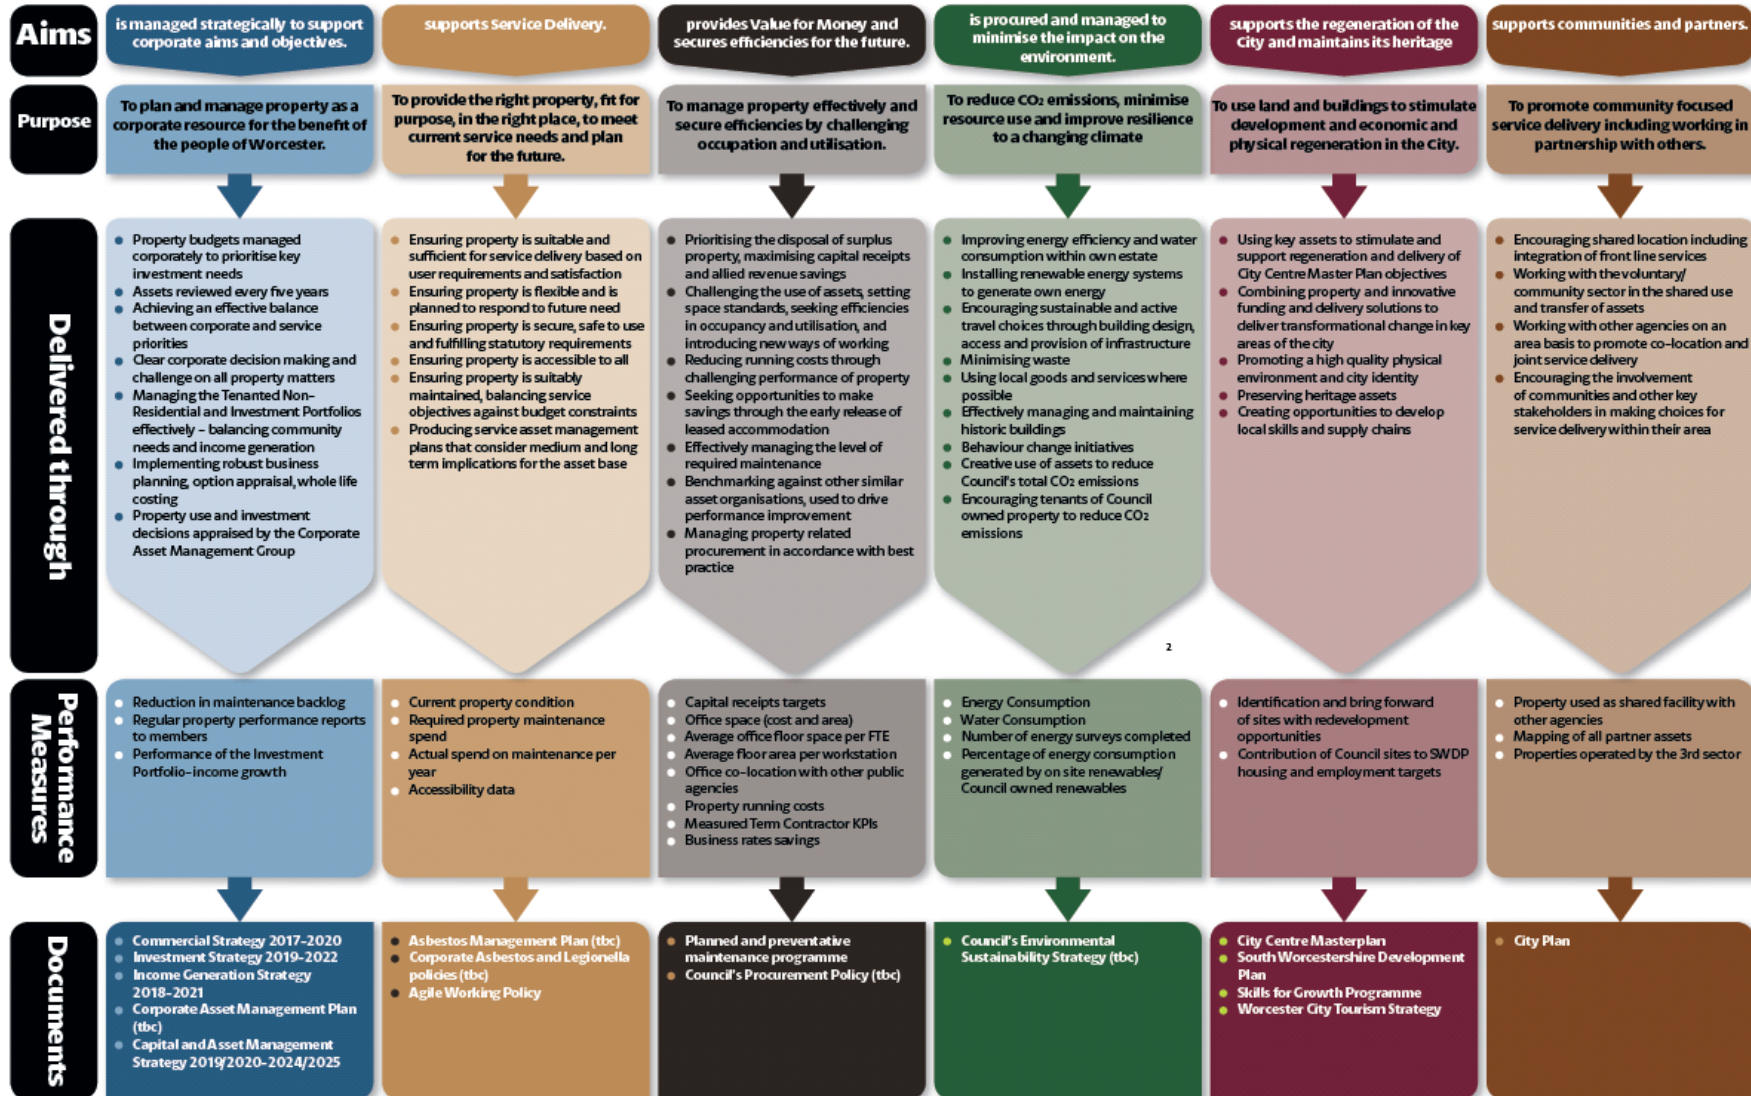 Aims
is managed strategically to support
corporate aims and objectives.
supports Service Delivery.
provides Value for Money and
secures efficiencies for the future.
is procured and managed to
minimise the impact on the
environment.
supports the regeneration of the
City and maintains its heritage
supports communities and partners.
Purpose
To plan and manage property as a
corporate resource for the benefit of
the people of Worcester.
To provide the right property, fit for
purpose, in the right place, to meet
current service needs and plan
for the future.
To manage property effectively and
secure efficiencies by challenging
occupation and utilisation.
To reduce CO₂ emissions, minimise
resource use and improve resilience
to a changing climate
To use land and buildings to stimulate
development and economic and
physical regeneration in the City.
To promote community focused
service delivery including working in
partnership with others.
Delivered through
Property budgets managed
corporately to prioritise key
investment needs
Assets reviewed every five years
Achieving an effective balance
between corporate and service
priorities
Clear corporate decision making and
challenge on all property matters
Managing the Tenanted Non-
Residential and Investment Portfolios
effectively – balancing community
needs and income generation
Implementing robust business
planning, option appraisal, whole life
costing
Property use and investment
decisions appraised by the Corporate
Asset Management Group
Ensuring property is suitable and
sufficient for service delivery based on
user requirements and satisfaction
Ensuring property is flexible and is
planned to respond to future need
Ensuring property is secure, safe to use
and fulfilling statutory requirements
Ensuring property is accessible to all
Ensuring property is suitably
maintained, balancing service
objectives against budget constraints
Producing service asset management
plans that consider medium and long
term implications for the asset base
Prioritising the disposal of surplus
property, maximising capital receipts
and allied revenue savings
Challenging the use of assets, setting
space standards, seeking efficiencies
in occupancy and utilisation, and
introducing new ways of working
Reducing running costs through
challenging performance of property
Seeking opportunities to make
savings through the early release of
leased accommodation
Effectively managing the level of
required maintenance
Benchmarking against other similar
asset organisations, used to drive
performance improvement
Managing property related
procurement in accordance with best
practice
Improving energy efficiency and water
consumption within own estate
Installing renewable energy systems
to generate own energy
Encouraging sustainable and active
travel choices through building design,
access and provision of infrastructure
Minimising waste
Using local goods and services where
possible
Effectively managing and maintaining
historic buildings
Behaviour change initiatives
Creative use of assets to reduce
Council's total CO₂ emissions
Encouraging tenants of Council
owned property to reduce CO₂
emissions
Using key assets to stimulate and
support regeneration and delivery of
City Centre Master Plan objectives
Combining property and innovative
funding and delivery solutions to
deliver transformational change in key
areas of the city
Promoting a high quality physical
environment and city identity
Preserving heritage assets
Creating opportunities to develop
local skills and supply chains
Encouraging shared location including
integration of front line services
Working with the voluntary/
community sector in the shared use
and transfer of assets
Working with other agencies on an
area basis to promote co-location and
joint service delivery
Encouraging the involvement
of communities and other key
stakeholders in making choices for
service delivery within their area
2
Performance
Measures
Reduction in maintenance backlog
Regular property performance reports
to members
Performance of the Investment
Portfolio–income growth
Current property condition
Required property maintenance
spend
Actual spend on maintenance per
year
Accessibility data
Capital receipts targets
Office space (cost and area)
Average office floor space per FTE
Average floor area per workstation
Office co-location with other public
agencies
Property running costs
Measured Term Contractor KPIs
Business rates savings
Energy Consumption
Water Consumption
Number of energy surveys completed
Percentage of energy consumption
generated by on site renewables/
Council owned renewables
Identification and bring forward
of sites with redevelopment
opportunities
Contribution of Council sites to SWDP
housing and employment targets
Property used as shared facility with
other agencies
Mapping of all partner assets
Properties operated by the 3rd sector
Documents
Commercial Strategy 2017-2020
Investment Strategy 2019-2022
Income Generation Strategy
2018-2021
Corporate Asset Management Plan
(tbc)
Capital and Asset Management
Strategy 2019/2020-2024/2025
Asbestos Management Plan (tbc)
Corporate Asbestos and Legionella
policies (tbc)
Agile Working Policy
Planned and preventative
maintenance programme
Council's Procurement Policy (tbc)
Council's Environmental
Sustainability Strategy (tbc)
City Centre Masterplan
South Worcestershire Development
Plan
Skills for Growth Programme
Worcester City Tourism Strategy
City Plan